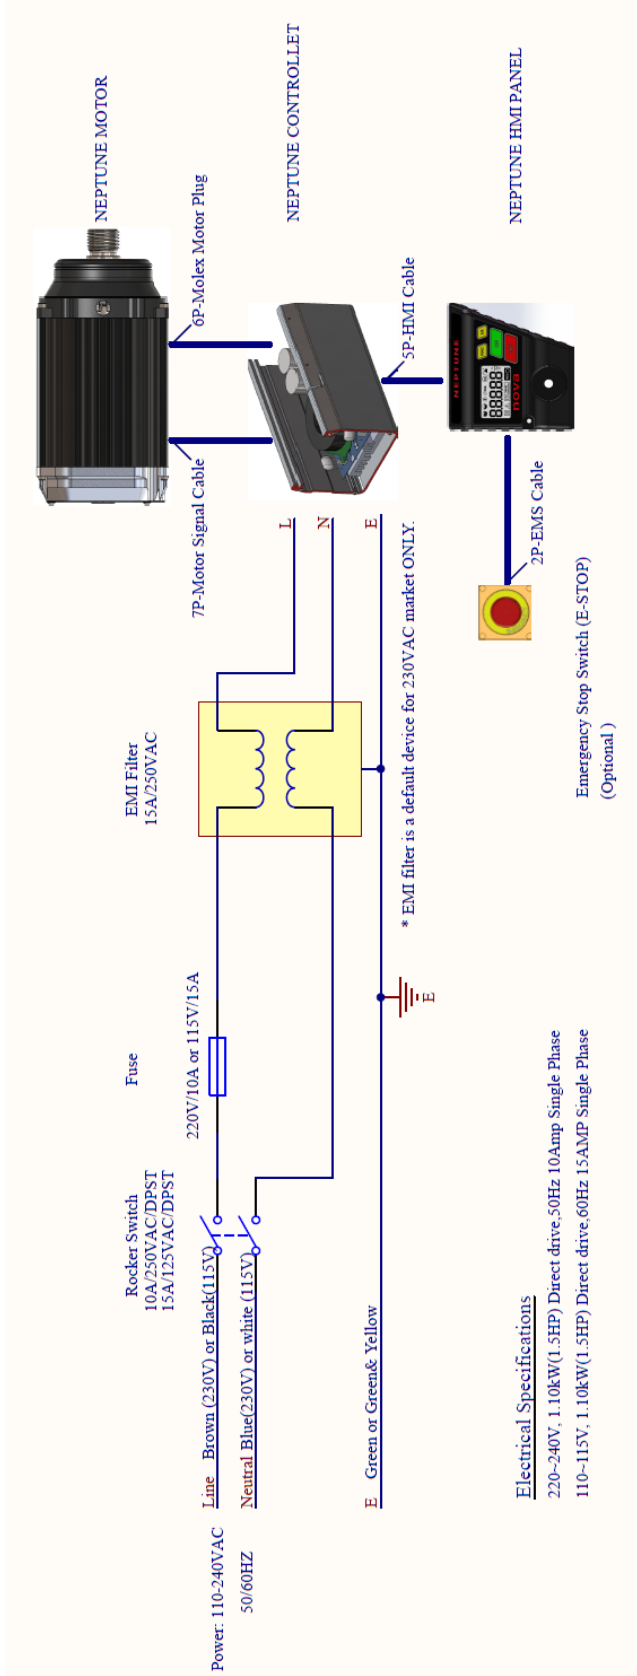 Power: 110-240VAC
50/60HZ
Line Brown (230V) or Black(115V)
Neutral Blue(230V) or white (115V)
E Green or Green& Yellow
Rocker Switch
10A/250VAC/DPST
15A/125VAC/DPST
Fuse
220V/10A or 115V/15A
EMI Filter
15A/250VAC
E
* EMI filter is a default device for 230VAC market ONLY.
L
N
E
7P-Motor Signal Cable
6P-Molex Motor Plug
NEPTUNE MOTOR
NEPTUNE CONTROLLET
5P-HMI Cable
NEPTUNE HMI PANEL
NEPTUNE
nova
2P-EMS Cable
Emergency Stop Switch (E-STOP)
(Optional )
Electrical Specifications
220~240V, 1.10kW(1.5HP) Direct drive,50Hz 10Amp Single Phase
110~115V, 1.10kW(1.5HP) Direct drive,60Hz 15AMP Single Phase